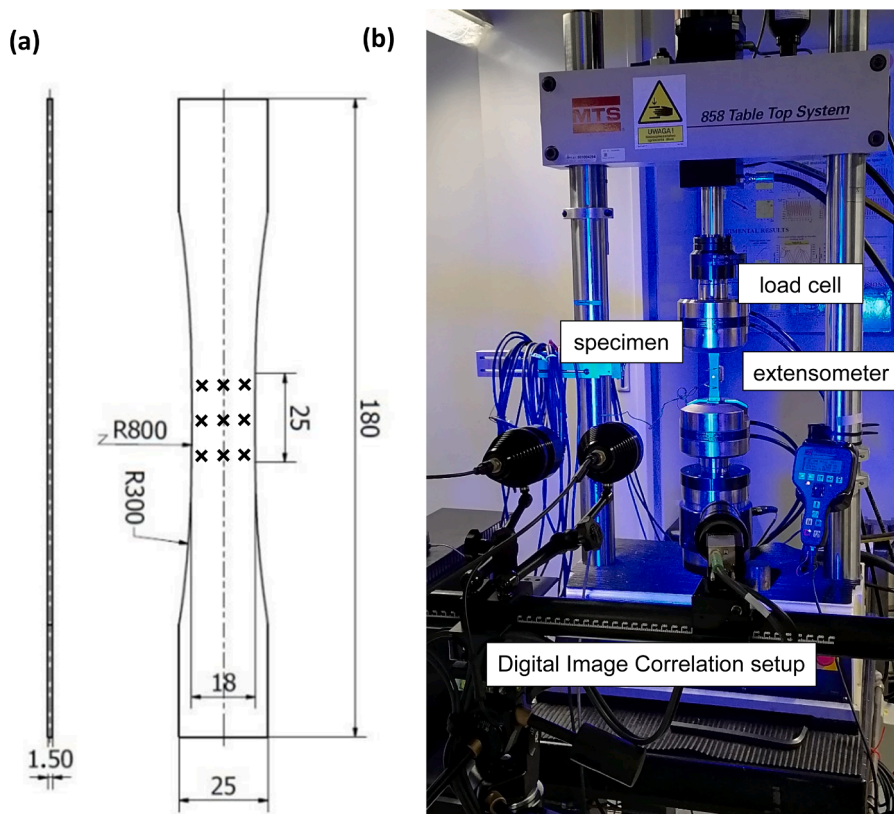 (a)
(b)
R800
R300
25
180
18
1.50
25
MTS
858 Table Top System
UWAGA!
load cell
specimen
extensometer
Digital Image Correlation setup